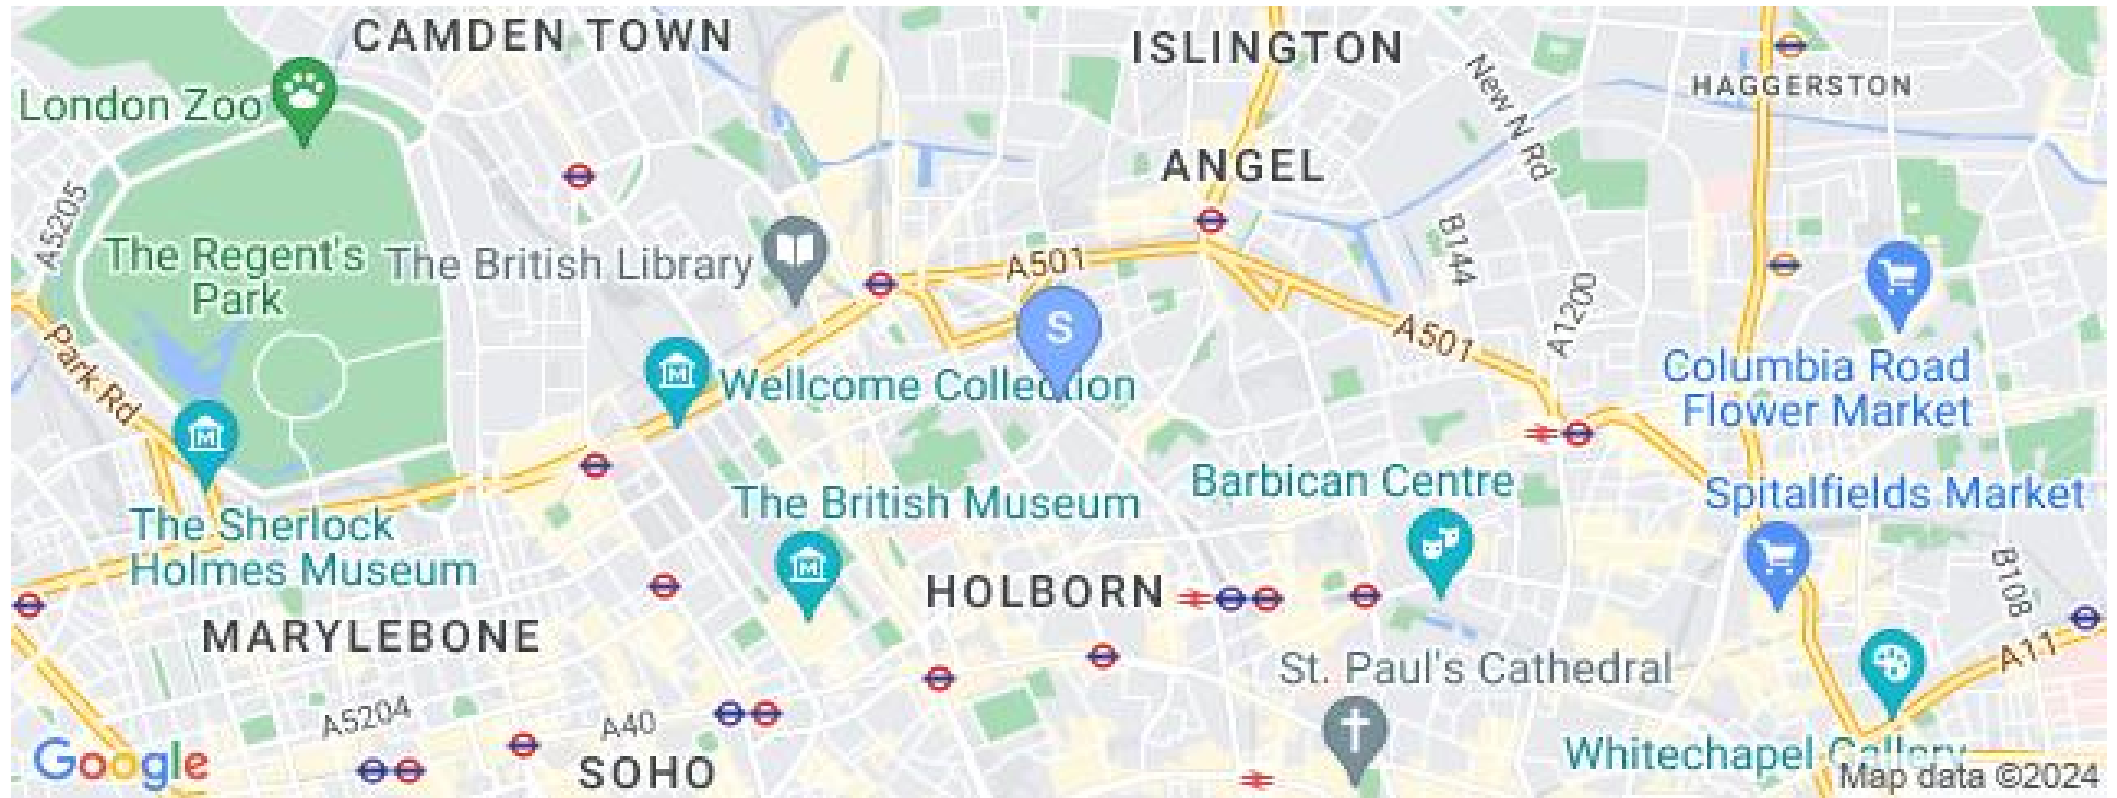 CAMDEN TOWN
ISLINGTON
New N Rd
HAGGERSTON
London Zoo
ANGEL
A5205
The Regent's
Park
The British Library
A501
B144
A1200
Park Rd
S
A501
Columbia Road
Flower Market
Wellcome Collection
Barbican Centre
Spitalfields Market
The British Museum
The Sherlock
Holmes Museum
HOLBORN
B108
MARYLEBONE
St. Paul's Cathedral
A11
A5204
A40
Google
SOHO
Whitechapel Gallery
Map data ©2024